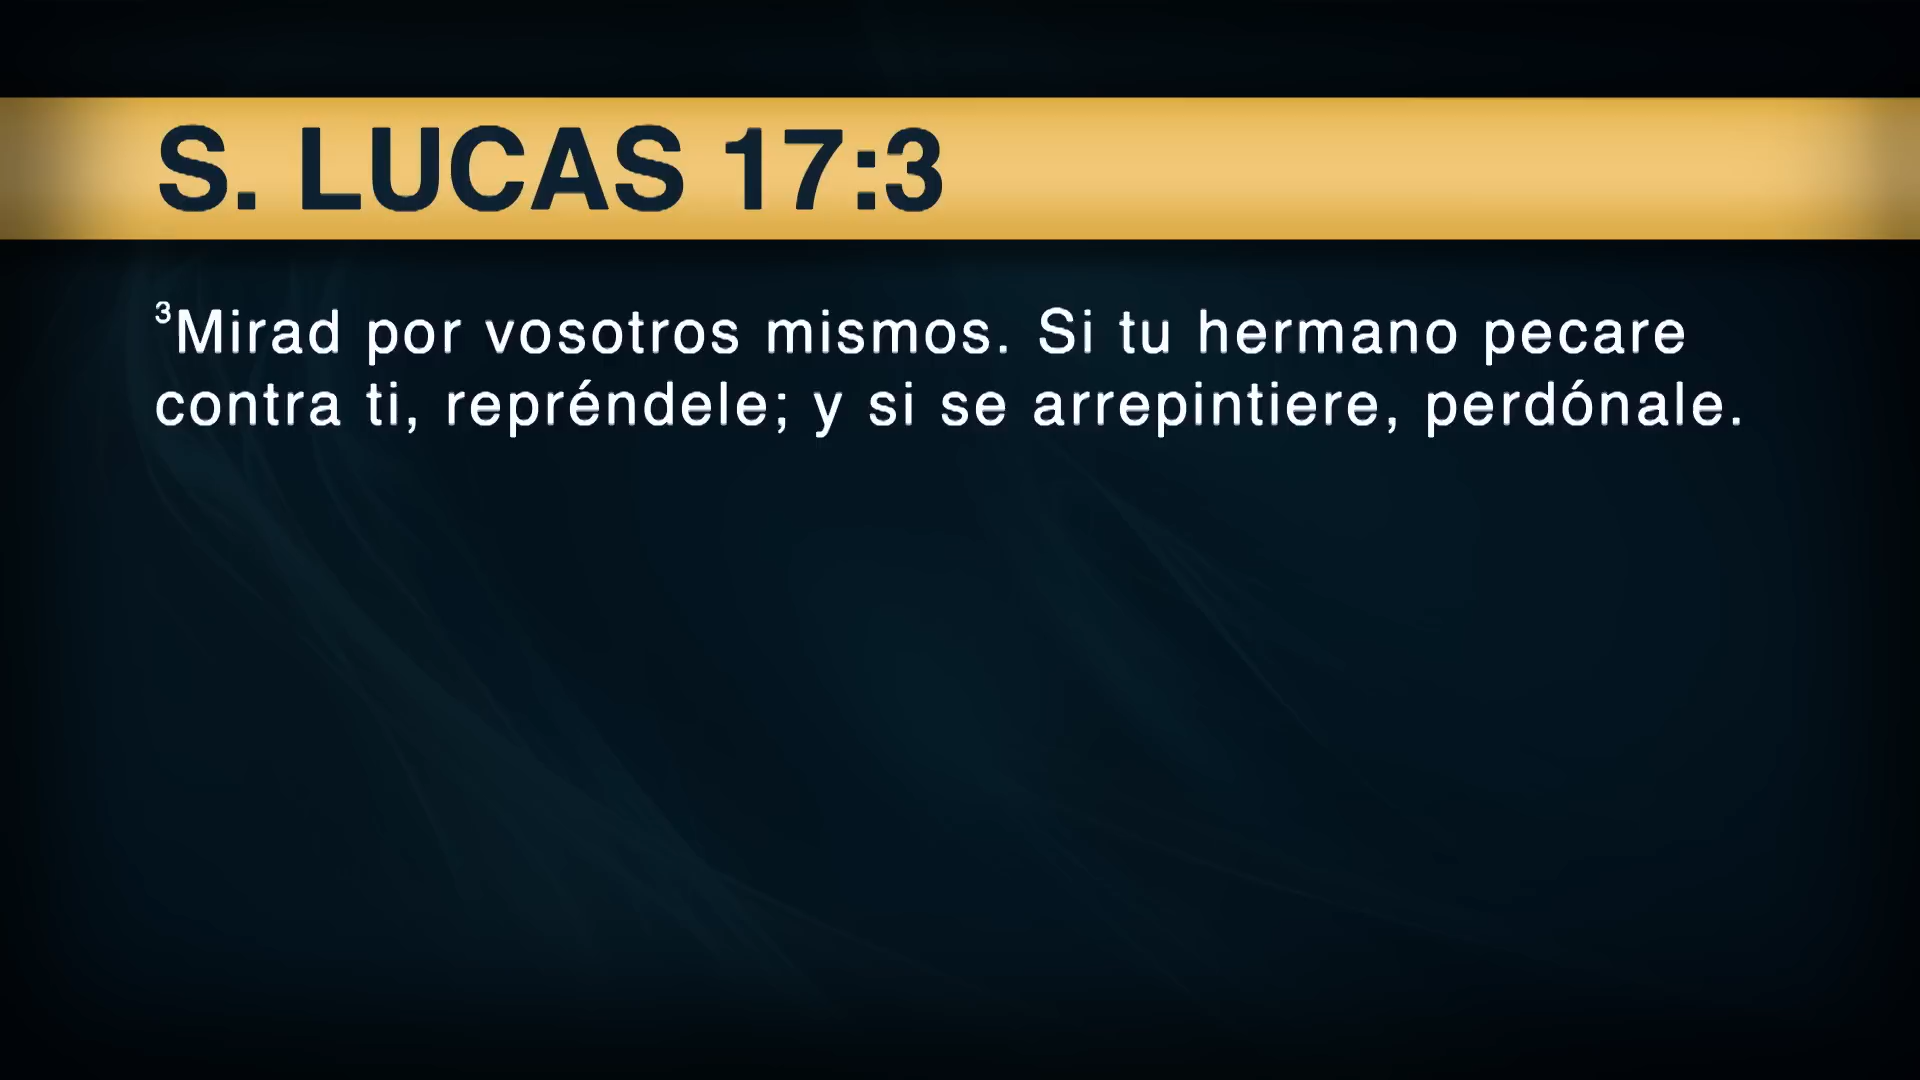 S. LUCAS 17:3
³Mirad por vosotros mismos. Si tu hermano pecare
contra ti, repréndele; y si se arrepintiere, perdónale.